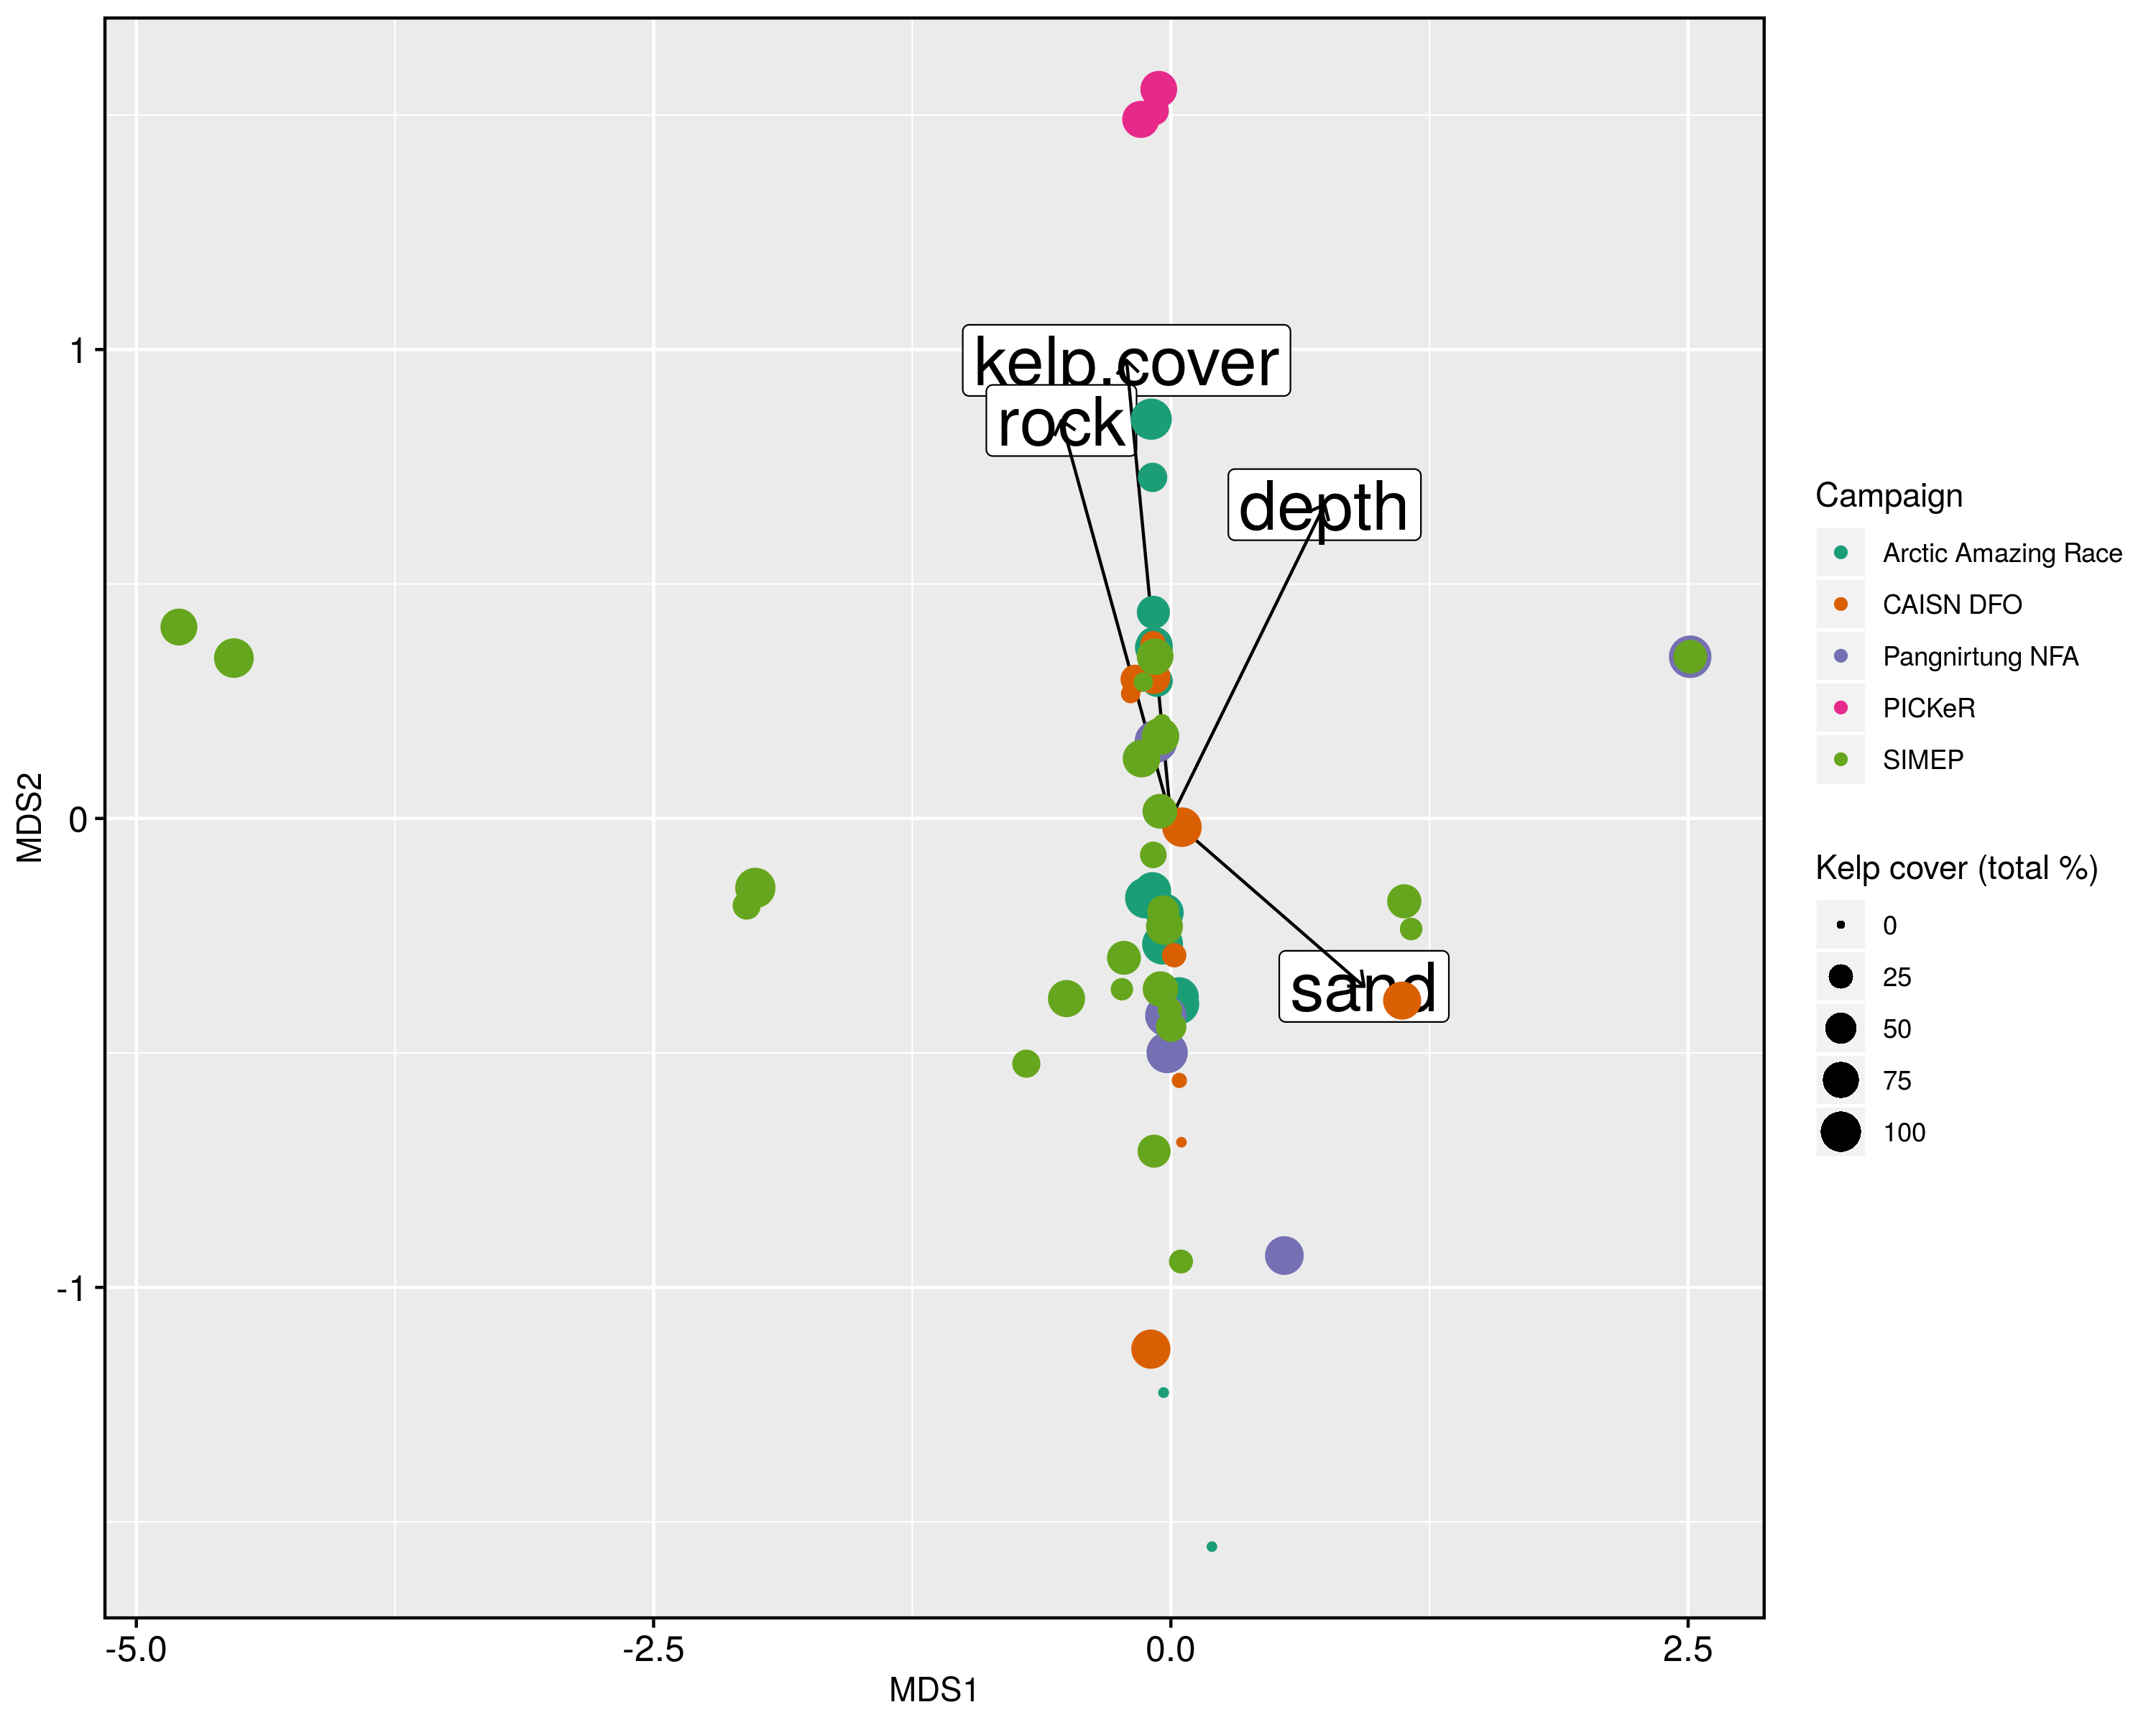 kelp.cover
rock
depth
sand
1
0
-1
MDS2
-5.0
-2.5
0.0
2.5
MDS1
Campaign
Arctic Amazing Race
CAISN DFO
Pangnirtung NFA
PICKeR
SIMEP
Kelp cover (total %)
0
25
50
75
100